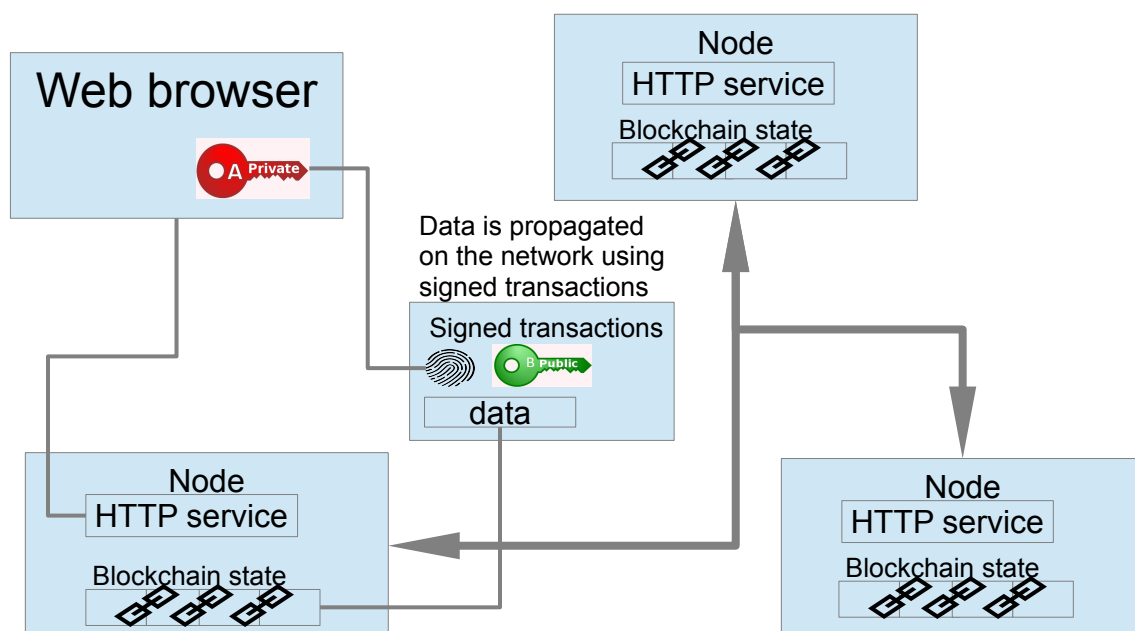 Web browser
A Private
Node
HTTP service
Blockchain state
Data is propagated
on the network using
signed transactions
Signed transactions
B Public
data
Node
HTTP service
Blockchain state
Node
HTTP service
Blockchain state